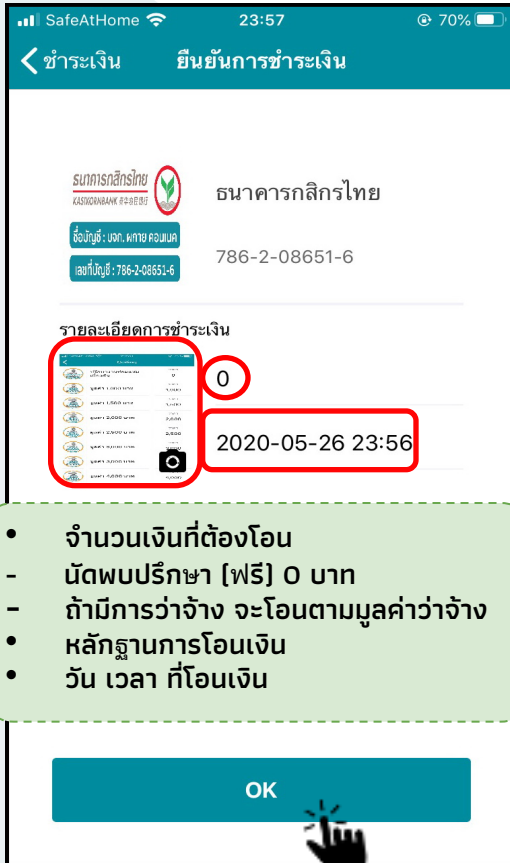 SafeAtHome 23:57 70%
ชำระเงิน ยืนยันการชำระเงิน
ธนาคารกสิกรไทย
KASIKORNBANK
ธนาคารกสิกรไทย
ชื่อบัญชี : บจก. ผกาย คอนเนค
เลขที่บัญชี : 786-2-08651-6
786-2-08651-6
รายละเอียดการชำระเงิน
0
2020-05-26 23:56
• จำนวนเงินที่ต้องโอน
- นัดพบปรึกษา (ฟรี) 0 บาท
- ถ้ามีการว่าจ้าง จะโอนตามมูลค่าว่าจ้าง
• หลักฐานการโอนเงิน
• วัน เวลา ที่โอนเงิน
OK